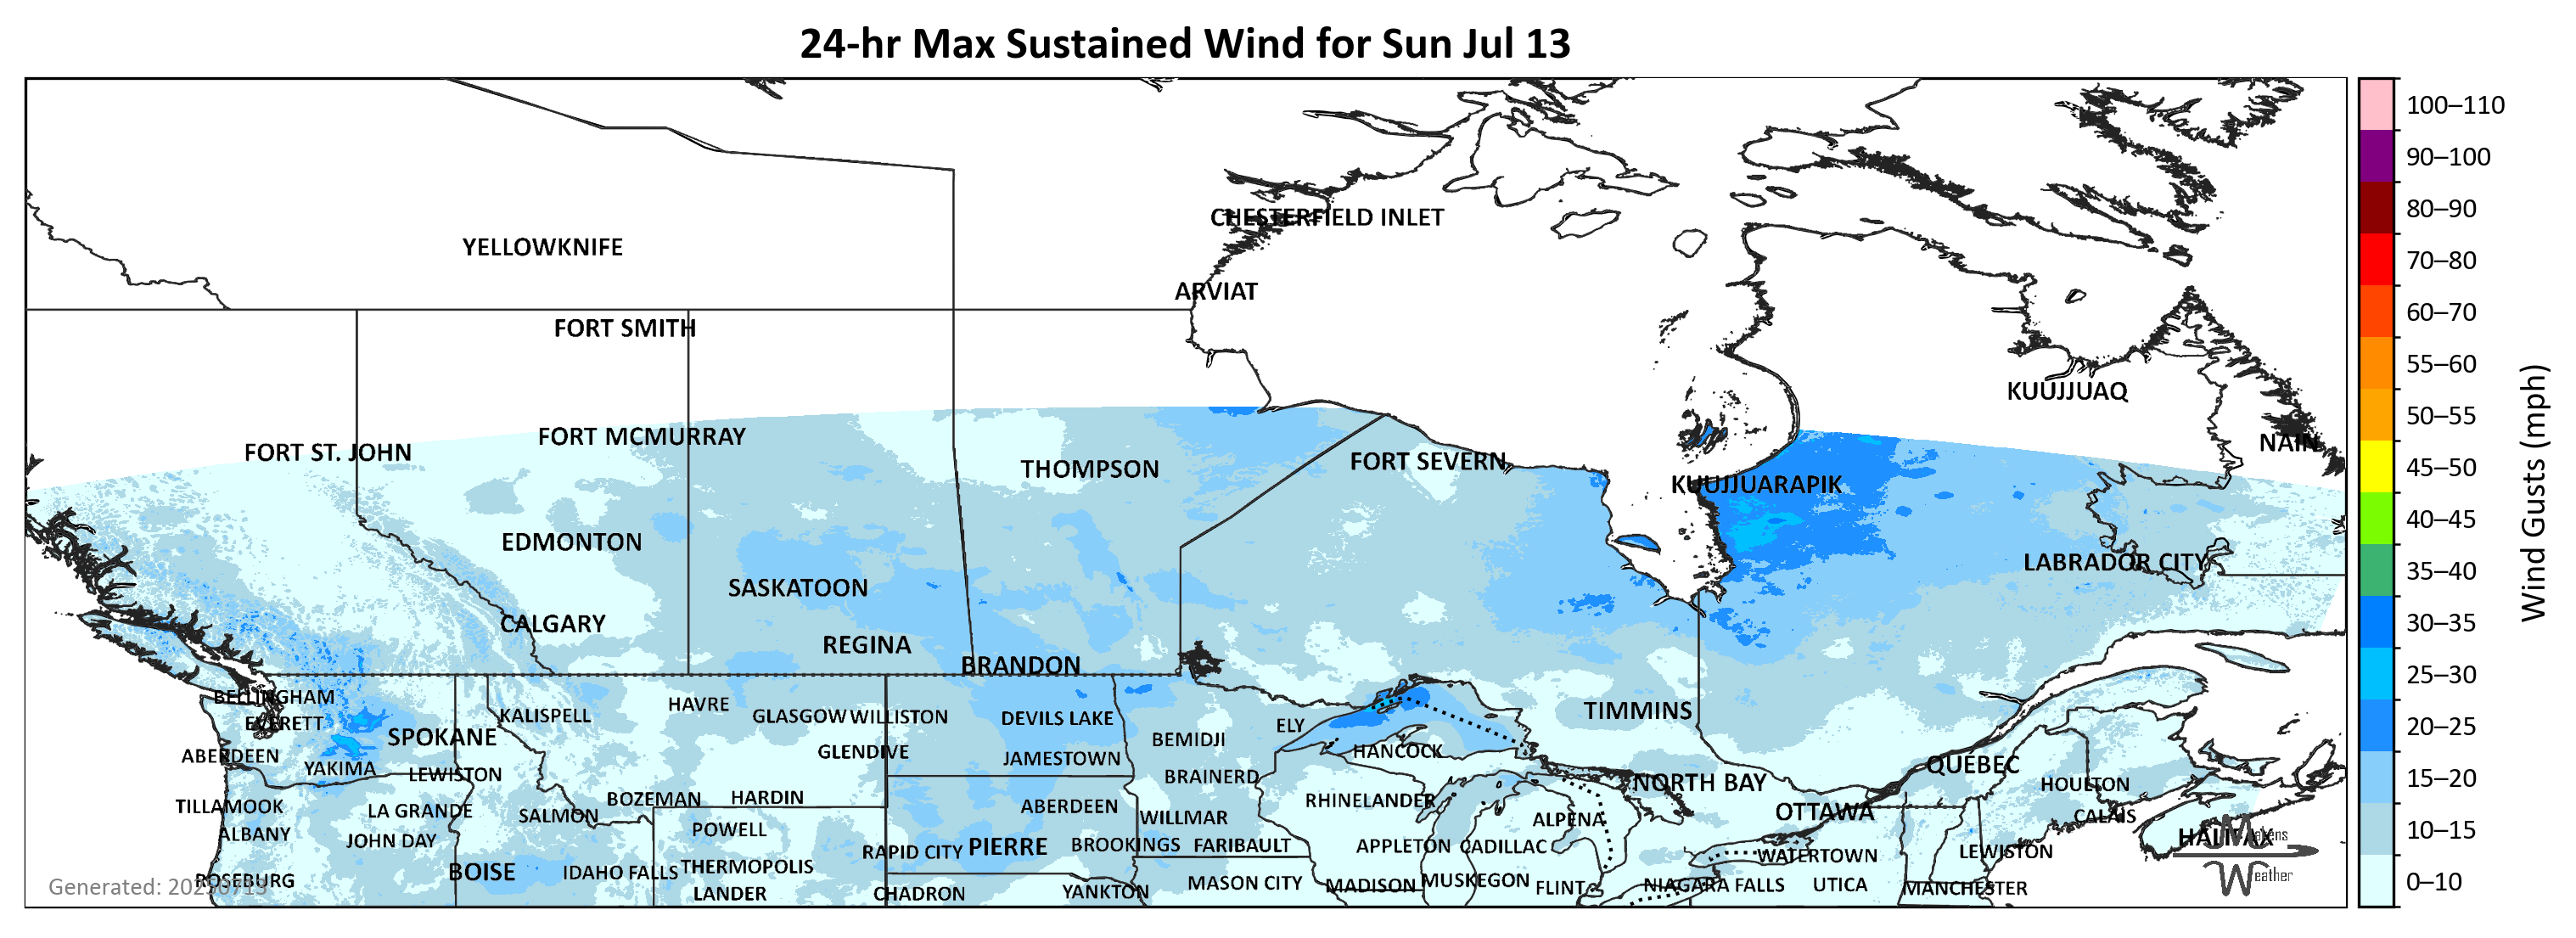 24-hr Max Sustained Wind for Sun Jul 13
CHESTERFIELD INLET
YELLOWKNIFE
ARVIAT
FORT SMITH
KUUJJUAQ
FORT ST. JOHN
FORT MCMURRAY
NAIN
THOMPSON
FORT SEVERN
KUUJJUARAPIK
EDMONTON
LABRADOR CITY
SASKATOON
CALGARY
REGINA
BRANDON
BELLINGHAM
KALISPELL
HAVRE
GLASGOW
WILLISTON
DEVILS LAKE
TIMMINS
EVERETT
SPOKANE
ELY
BEMIDJI
HANCOCK
ABERDEEN
GLENDIVE
JAMESTOWN
YAKIMA
LEWISTON
BRAINERD
QUÉBEC
NORTH BAY
HOULTON
TILLAMOOK
LA GRANDE
SALMON
BOZEMAN
HARDIN
ABERDEEN
WILLMAR
RHINELANDER
OTTAWA
CALAIS
ALBANY
JOHN DAY
POWELL
ALPENA
HALIFAX
RAPID CITY
PIERRE
BROOKINGS
FARIBAULT
APPLETON
CADILLAC
WATERTOWN
LEWISTON
BOISE
IDAHO FALLS
THERMOPOLIS
ROSEBURG
LANDER
CHADRON
YANKTON
MASON CITY
MADISON
MUSKEGON
FLINT
NIAGARA FALLS
UTICA
MANCHESTER
Weather
100–110
90–100
80–90
70–80
60–70
55–60
50–55
45–50
40–45
35–40
30–35
25–30
20–25
15–20
10–15
0–10
Wind Gusts (mph)